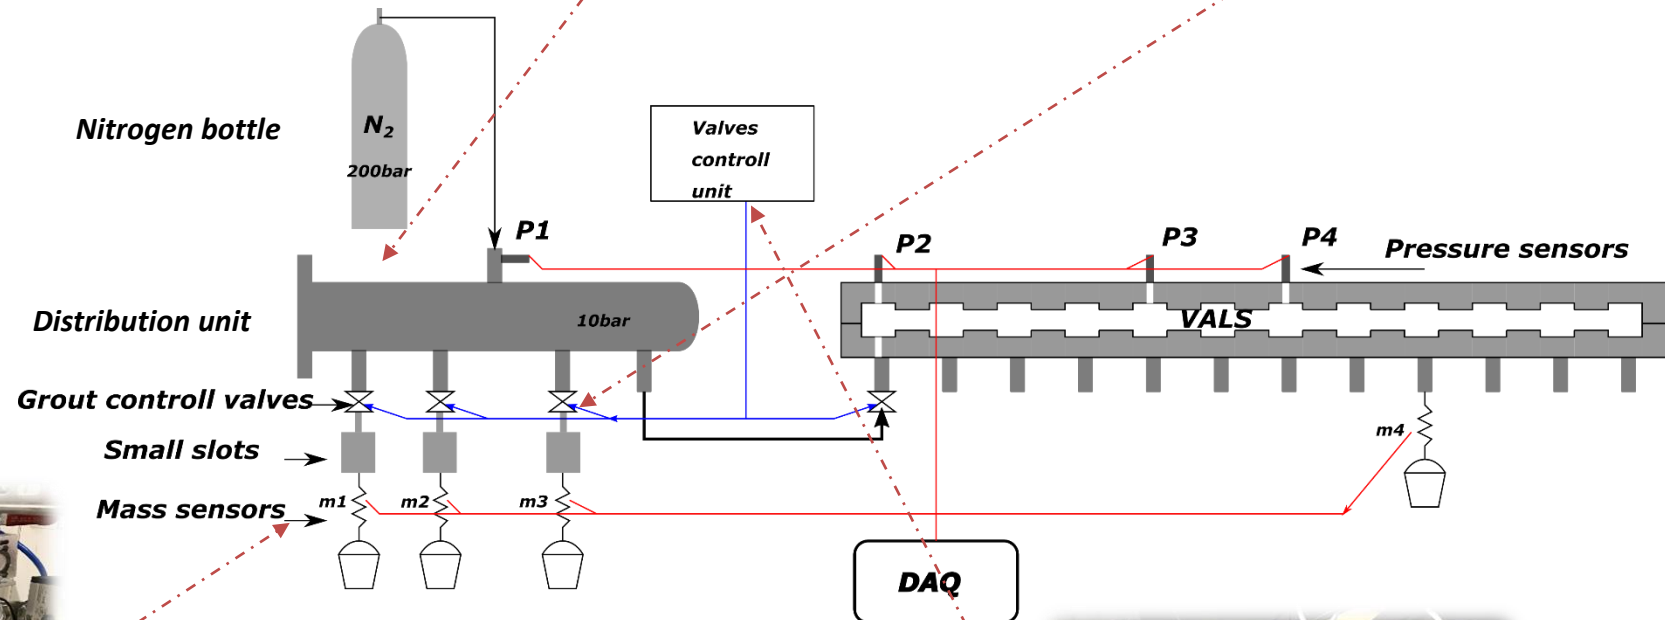 Nitrogen bottle
N2
200bar
Valves
controll
unit
P1
P2
P3
P4
Pressure sensors
Distribution unit
10bar
VALS
Grout controll valves
Small slots
m4
Mass sensors
m1
m2
m3
DAQ